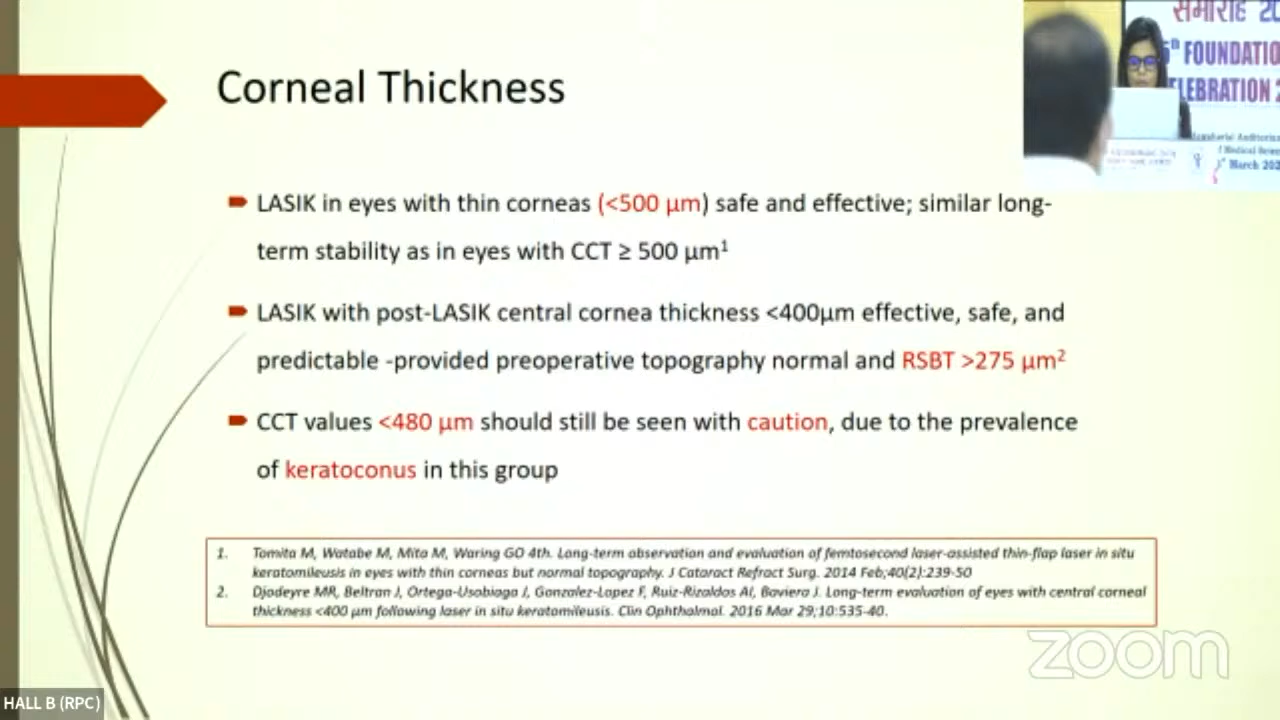 Corneal Thickness
LASIK in eyes with thin corneas (<500 µm) safe and effective; similar long-
term stability as in eyes with CCT ≥ 500 µm¹
LASIK with post-LASIK central cornea thickness <400µm effective, safe, and
predictable -provided preoperative topography normal and RSBT >275 µm²
CCT values <480 µm should still be seen with caution, due to the prevalence
of keratoconus in this group
1. Tomita M, Watabe M, Mita M, Waring GO 4th. Long-term observation and evaluation of femtosecond laser-assisted thin-flap laser in situ
keratomileusis in eyes with thin corneas but normal topography. J Cataract Refract Surg. 2014 Feb;40(2):239-50
2. Djodeyre MR, Beltran J, Ortega-Usobiaga J, Gonzalez-Lopez F, Ruiz-Rizaldos AI, Baviera J. Long-term evaluation of eyes with central corneal
thickness <400 µm following laser in situ keratomileusis. Clin Ophthalmol. 2016 Mar 29;10:535-40.
समारोह 20
FOUNDATIO
LEBRATION 2
March 202
zoom
HALL B (RPC)